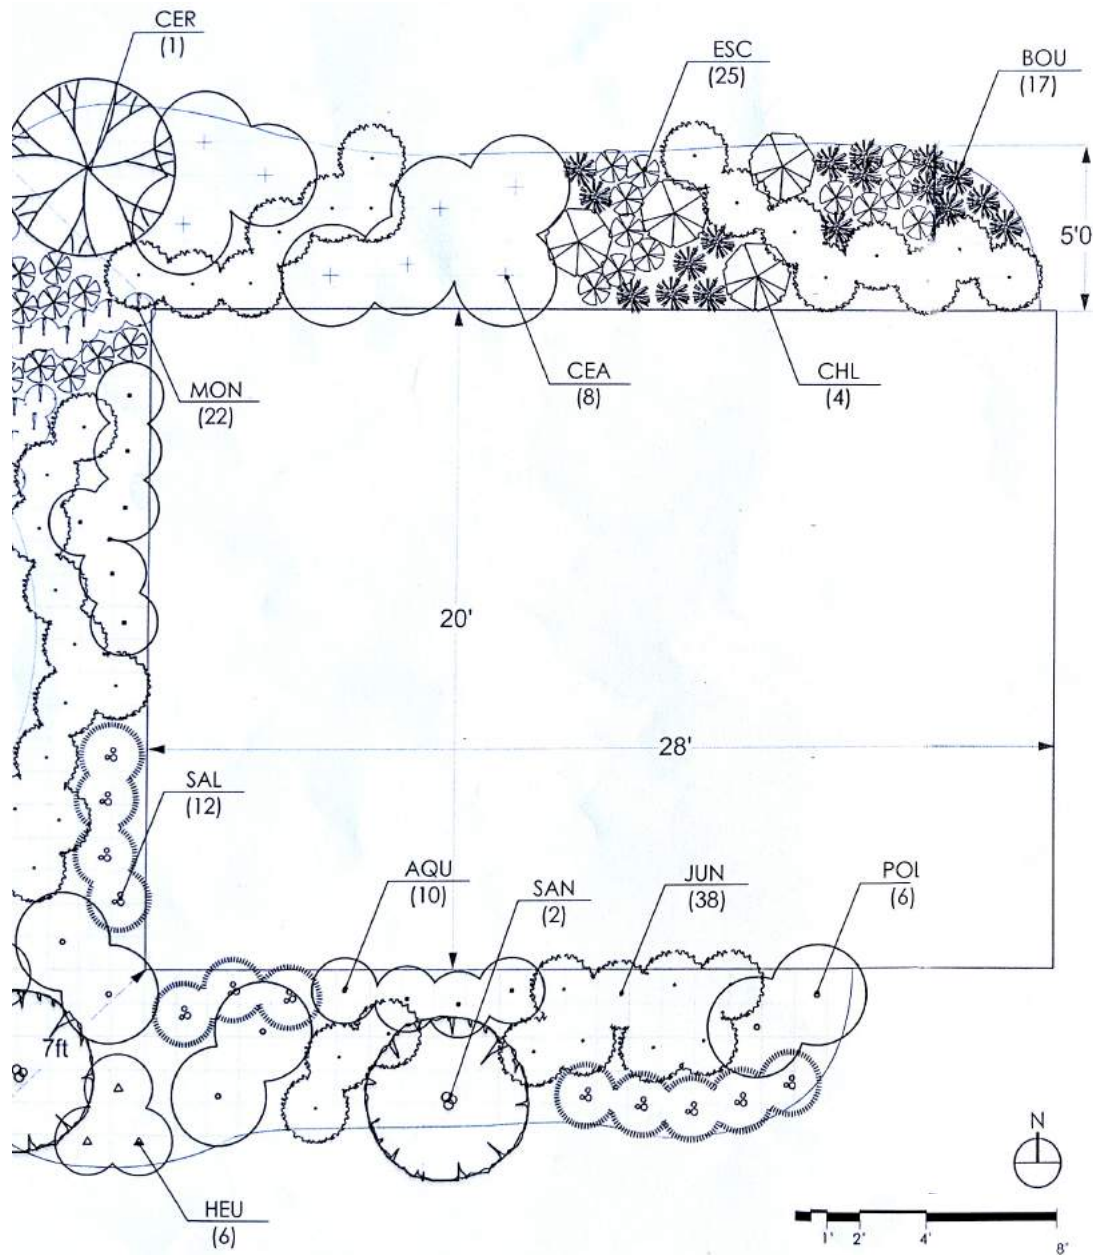 CER
(1)
ESC
(25)
BOU
(17)
5'0
CEA
(8)
CHL
(4)
MON
(22)
20'
28'
SAL
(12)
AQU
(10)
SAN
(2)
JUN
(38)
POL
(6)
7ft
HEU
(6)
N
1' 2' 4' 8'